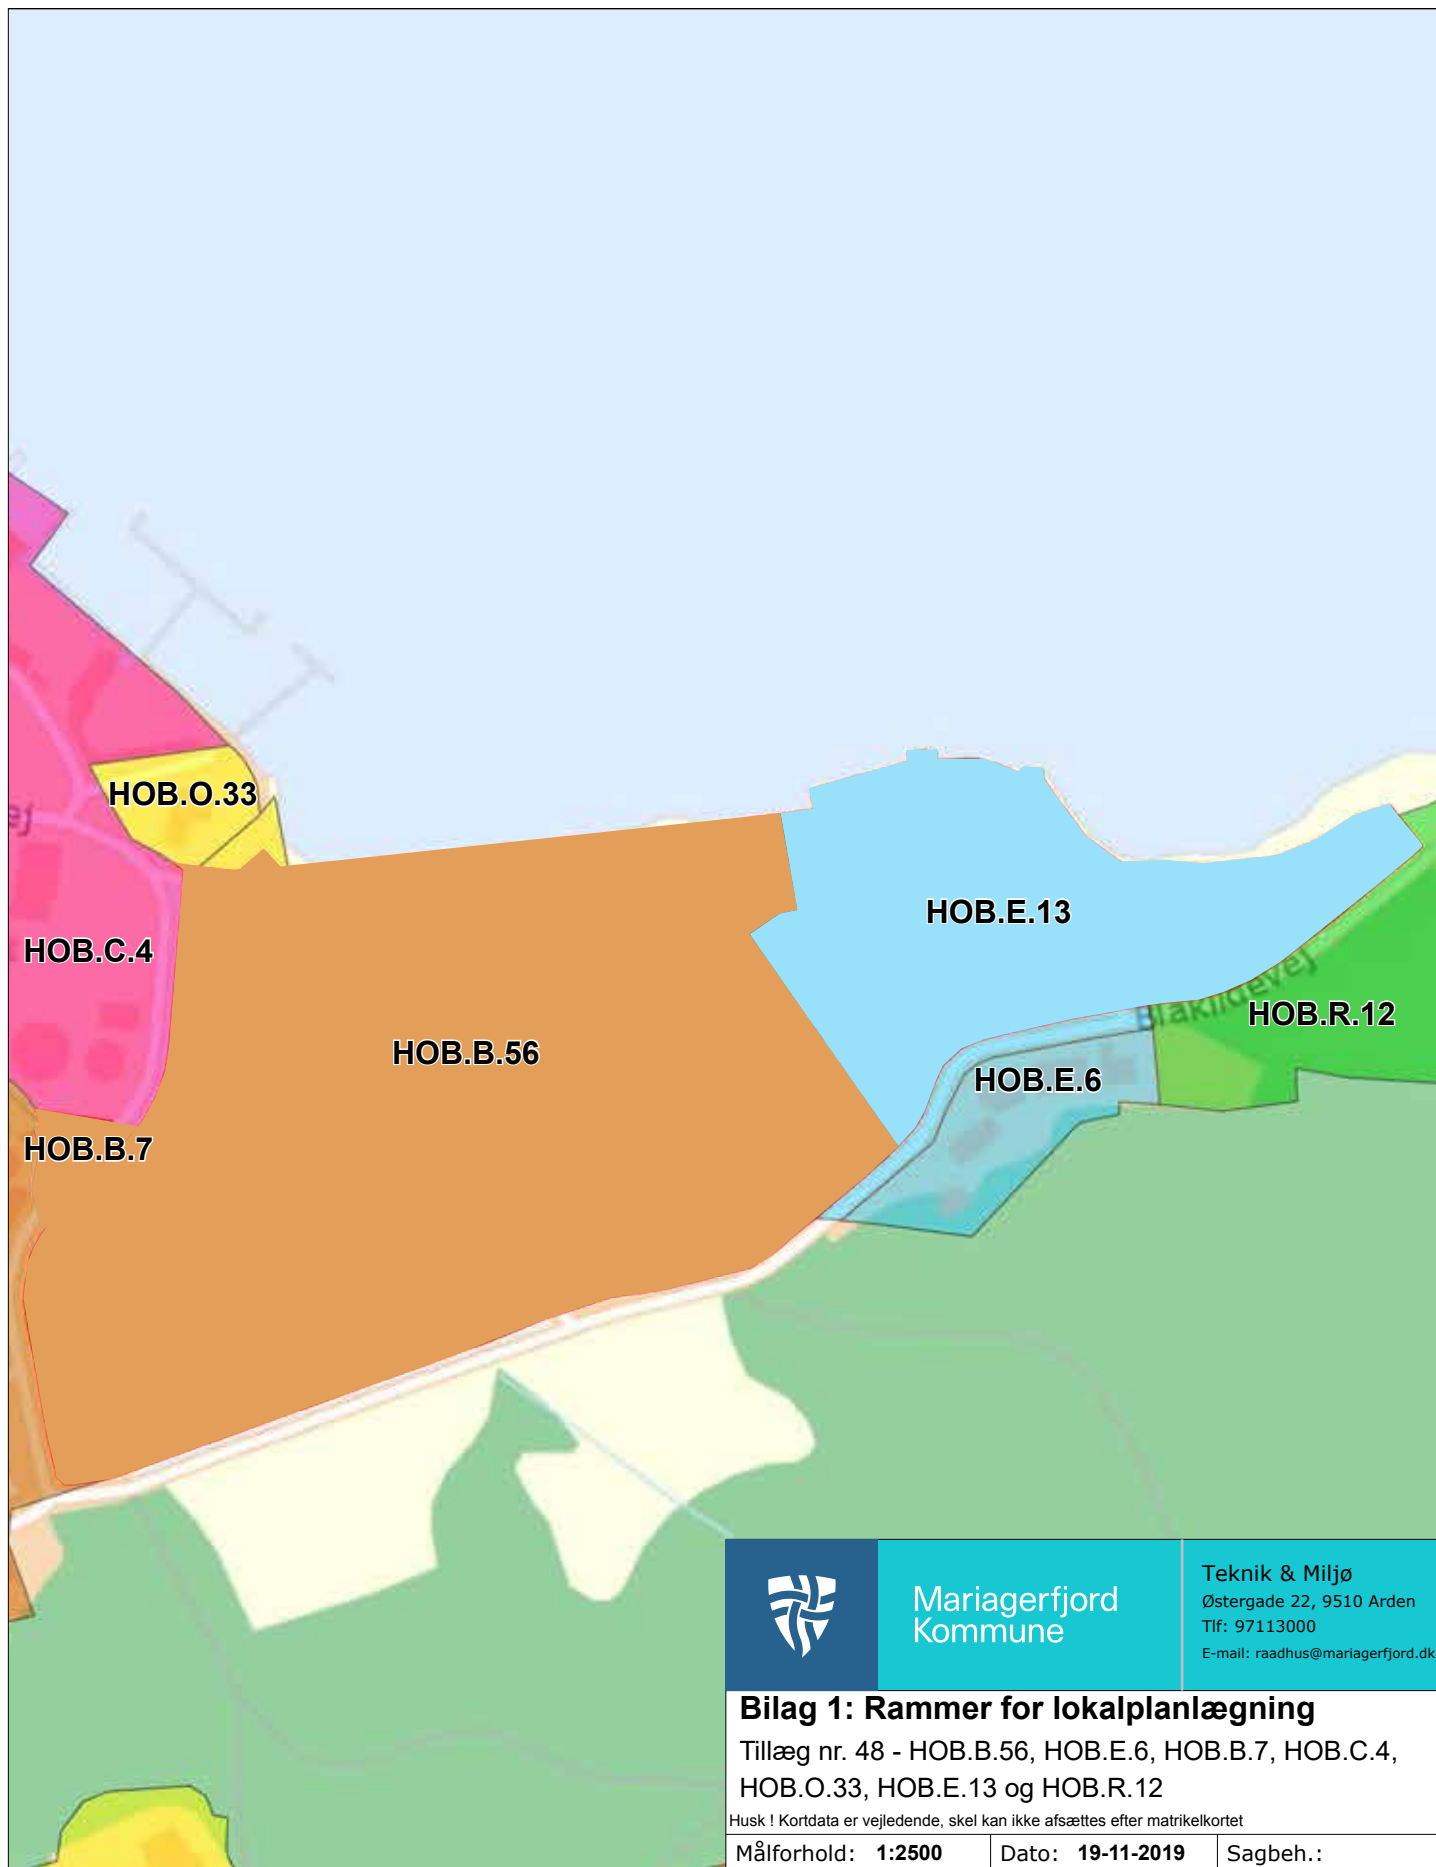 HOB.O.33
ej
HOB.C.4
HOB.E.13
Blakildevej
HOB.R.12
HOB.B.56
HOB.E.6
HOB.B.7
Mariagerfjord
Kommune
Teknik & Miljø
Østergade 22, 9510 Arden
Tlf: 97113000
E-mail: raadhus@mariagerfjord.dk
Bilag 1: Rammer for lokalplanlægning
Tillæg nr. 48 - HOB.B.56, HOB.E.6, HOB.B.7, HOB.C.4,
HOB.O.33, HOB.E.13 og HOB.R.12
Husk ! Kortdata er vejledende, skel kan ikke afsættes efter matrikelkortet
Målforhold: 1:2500 Dato: 19-11-2019 Sagbeh.: